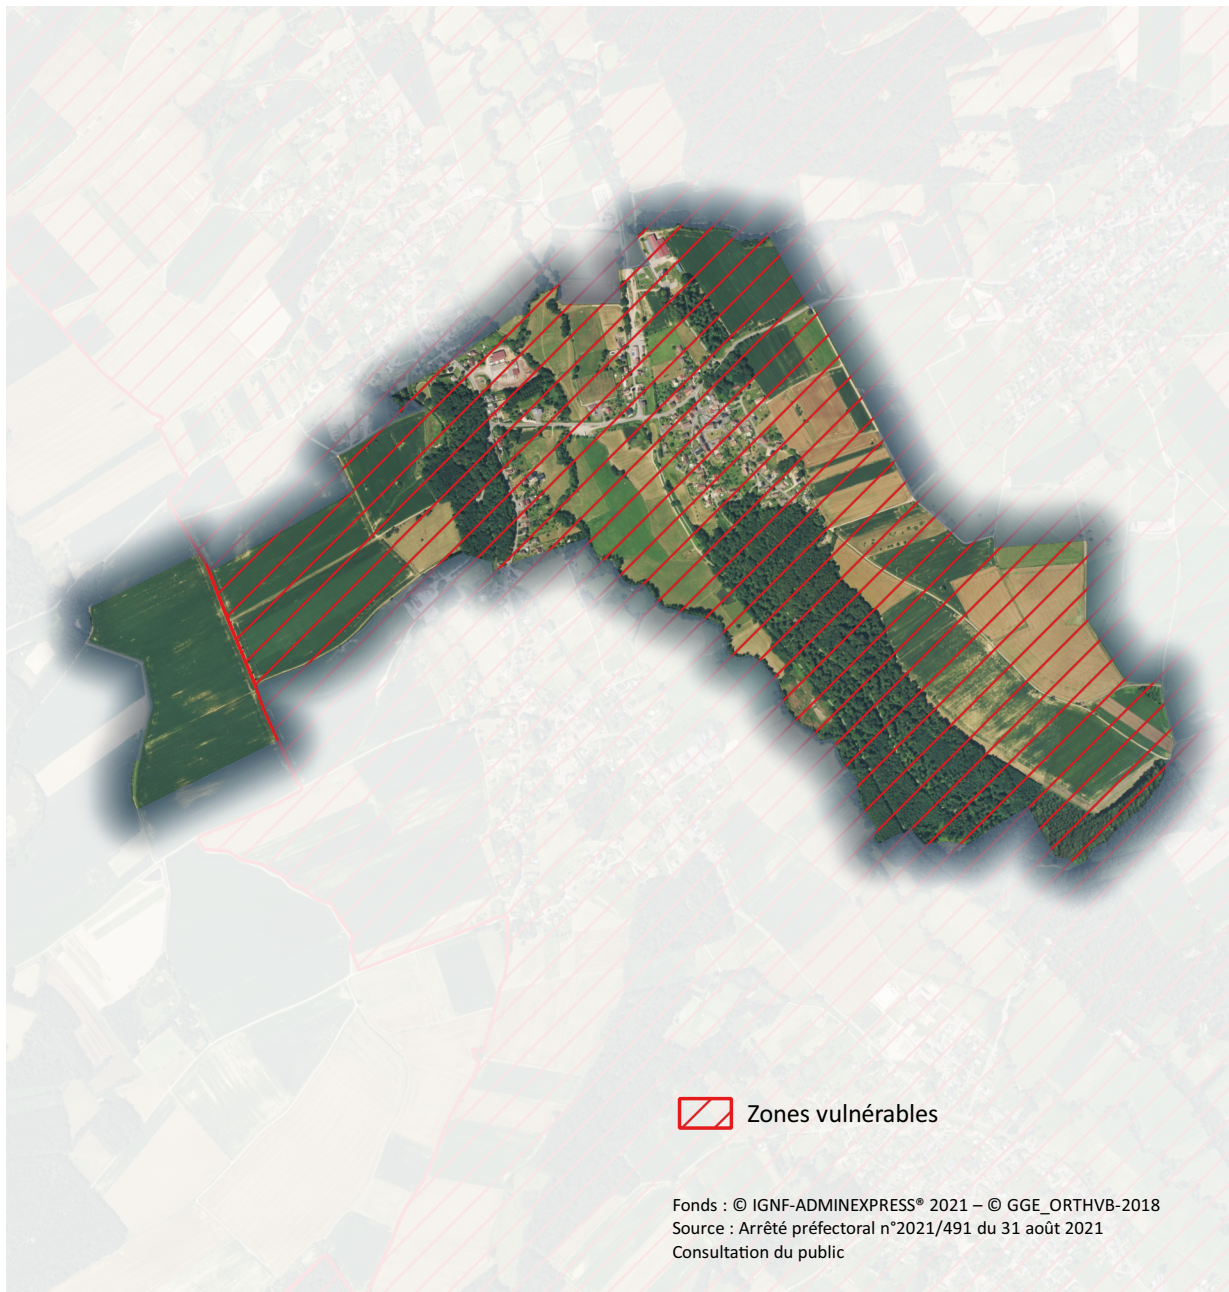 Zones vulnérables
Fonds : © IGNF-ADMINEXPRESS® 2021 – © GGE_ORTHVB-2018
Source : Arrêté préfectoral n°2021/491 du 31 août 2021
Consultation du public